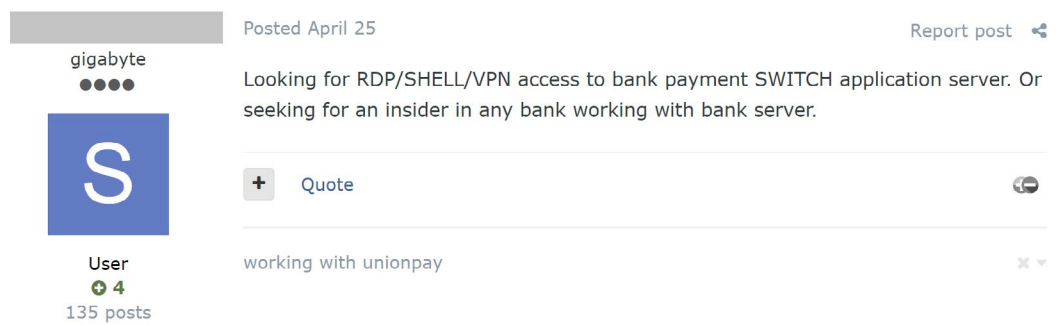 Posted April 25
Report post
gigabyte
Looking for RDP/SHELL/VPN access to bank payment SWITCH application server. Or
seeking for an insider in any bank working with bank server.
S
+ Quote
User
4
135 posts
working with unionpay